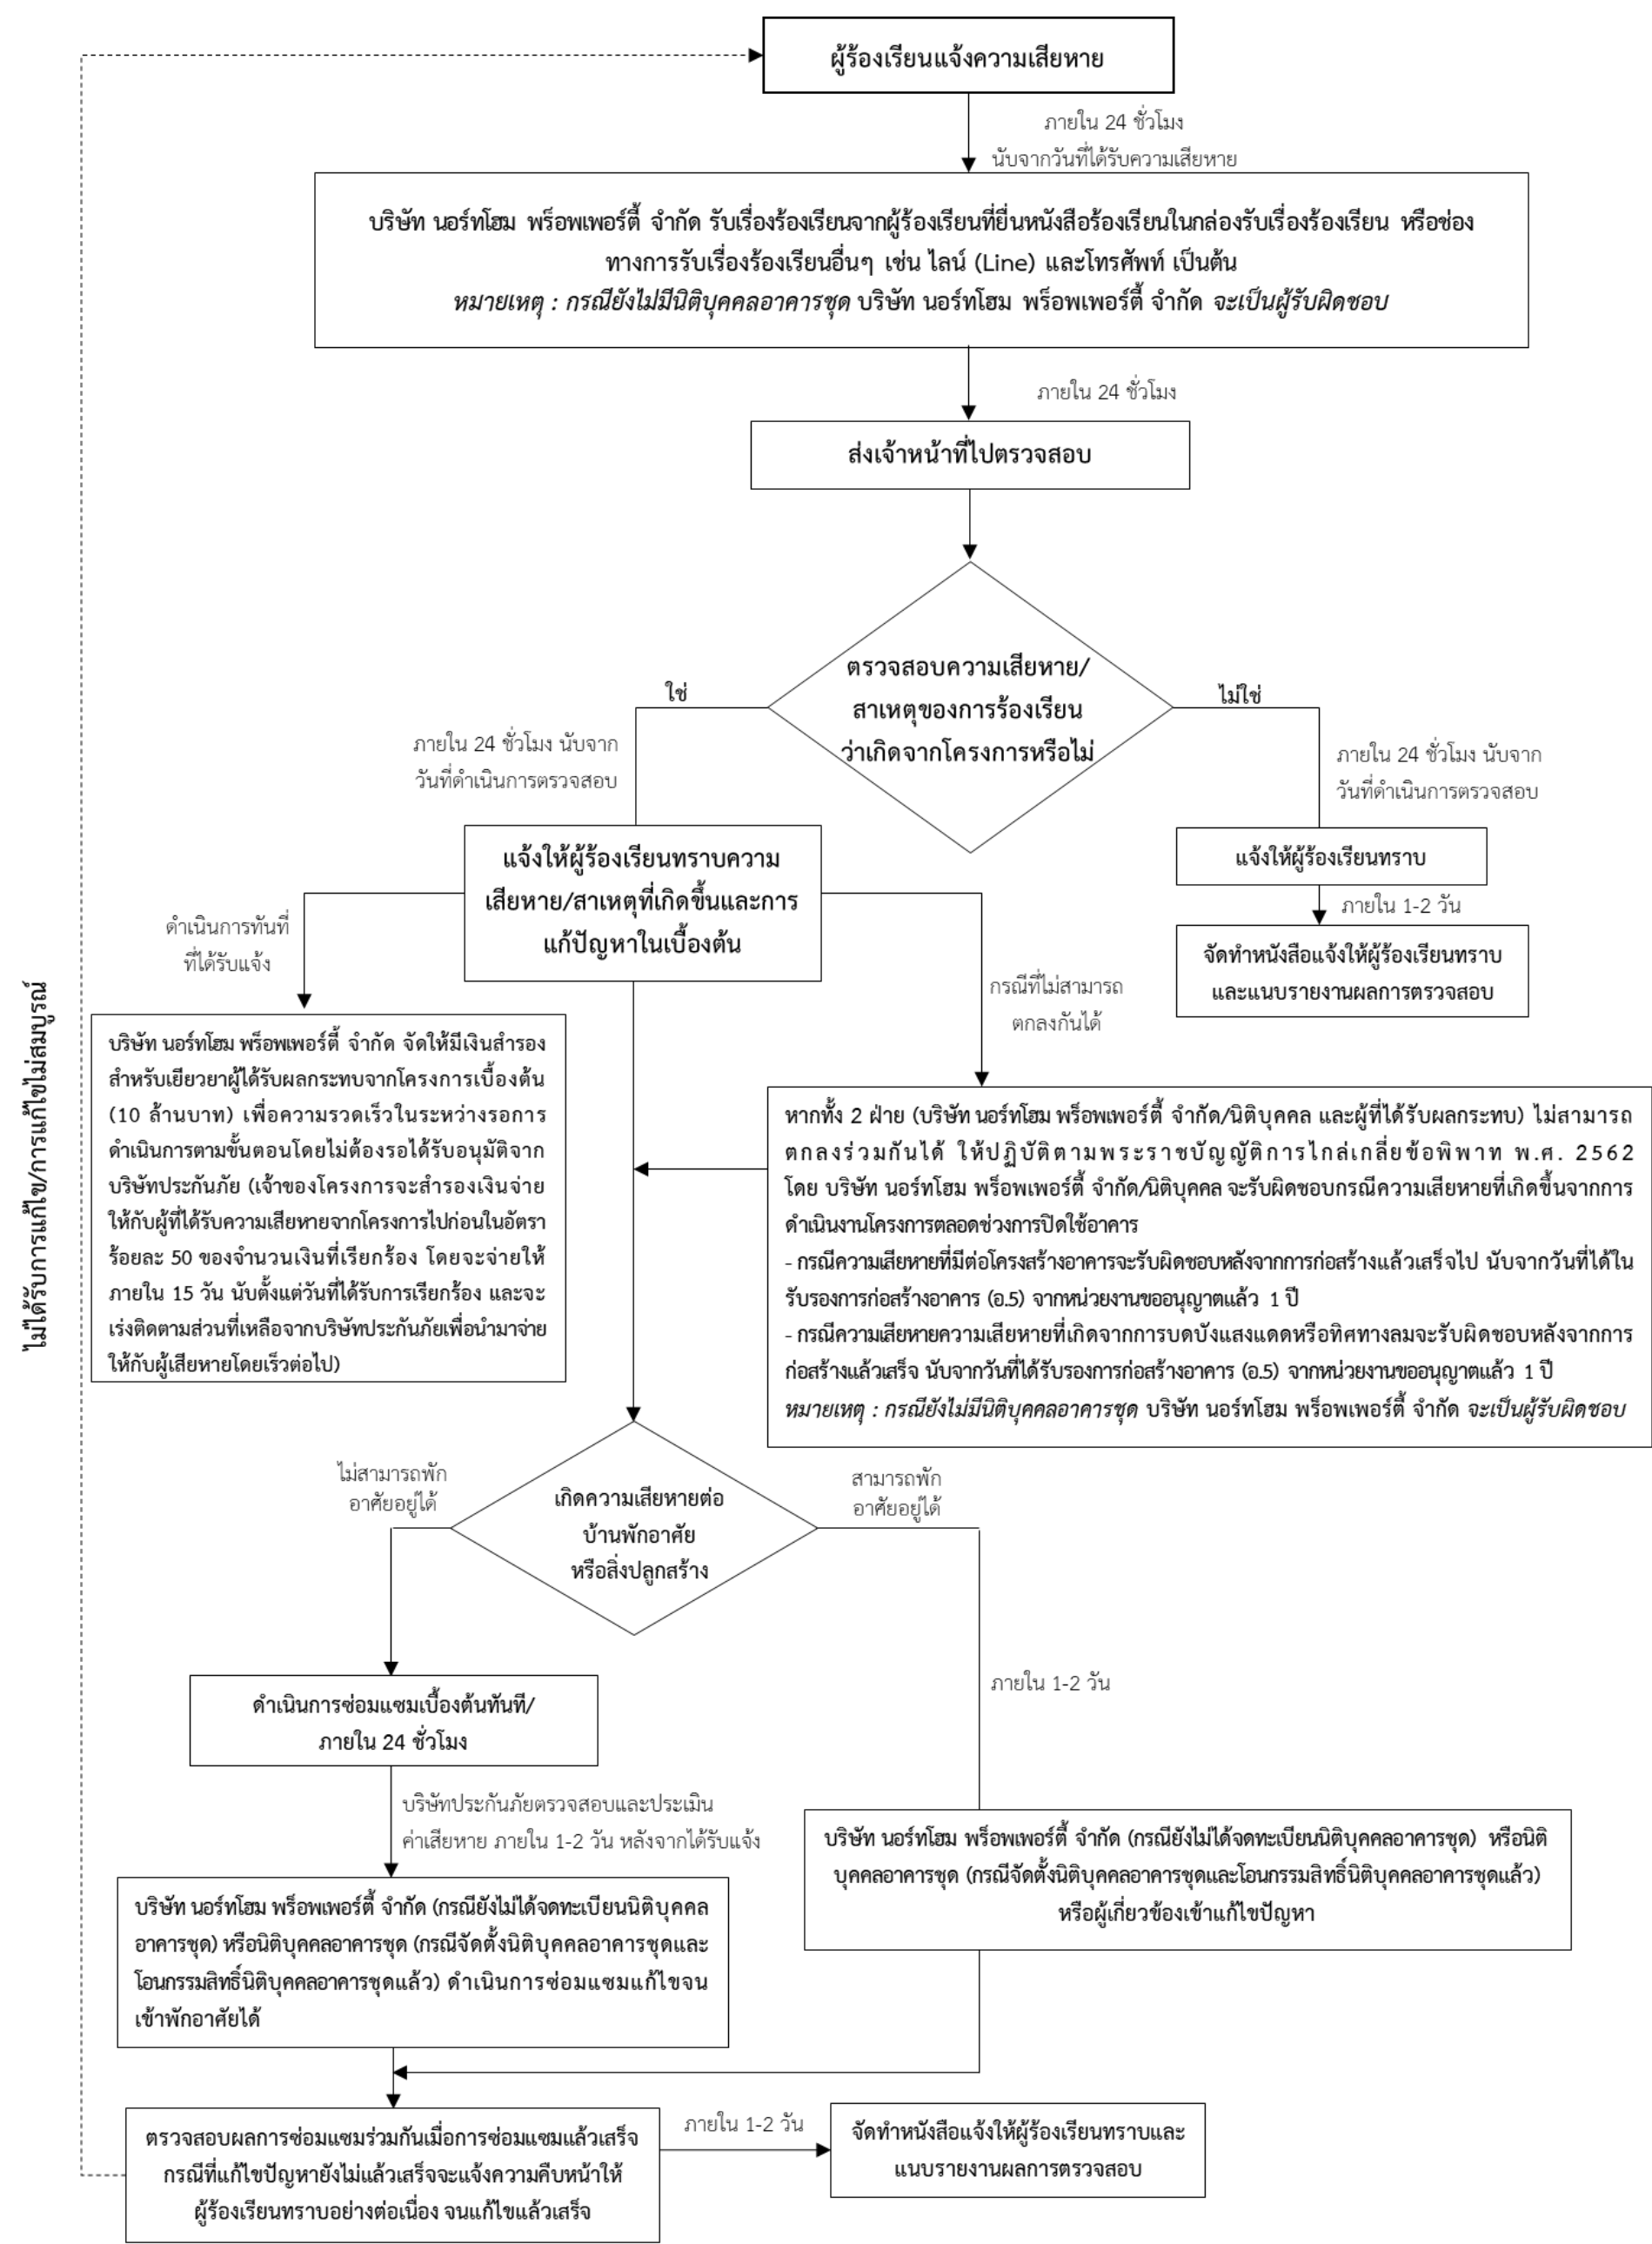 ผู้ร้องเรียนแจ้งความเสียหาย
ภายใน 24 ชั่วโมง
นับจากวันที่ได้รับความเสียหาย
บริษัท นอร์ทโฮม พร็อพเพอร์ตี้ จำกัด รับเรื่องร้องเรียนจากผู้ร้องเรียนที่ยื่นหนังสือร้องเรียนในกล่องรับเรื่องร้องเรียน หรือช่อง
ทางการรับเรื่องร้องเรียนอื่นๆ เช่น ไลน์ (Line) และโทรศัพท์ เป็นต้น
หมายเหตุ : กรณียังไม่มีนิติบุคคลอาคารชุด บริษัท นอร์ทโฮม พร็อพเพอร์ตี้ จำกัด จะเป็นผู้รับผิดชอบ
ภายใน 24 ชั่วโมง
ส่งเจ้าหน้าที่ไปตรวจสอบ
ตรวจสอบความเสียหาย/
สาเหตุของการร้องเรียน
ว่าเกิดจากโครงการหรือไม่
ใช่
ไม่ใช่
ภายใน 24 ชั่วโมง นับจาก
วันที่ดำเนินการตรวจสอบ
ภายใน 24 ชั่วโมง นับจาก
วันที่ดำเนินการตรวจสอบ
แจ้งให้ผู้ร้องเรียนทราบความ
เสียหาย/สาเหตุที่เกิดขึ้นและการ
แก้ปัญหาในเบื้องต้น
แจ้งให้ผู้ร้องเรียนทราบ
ภายใน 1-2 วัน
จัดทำหนังสือแจ้งให้ผู้ร้องเรียนทราบ
และแนบรายงานผลการตรวจสอบ
ดำเนินการทันที่
ที่ได้รับแจ้ง
กรณีที่ไม่สามารถ
ตกลงกันได้
บริษัท นอร์ทโฮม พร็อพเพอร์ตี้ จำกัด จัดให้มีเงินสำรอง
สำหรับเยียวยาผู้ได้รับผลกระทบจากโครงการเบื้องต้น
(10 ล้านบาท) เพื่อความรวดเร็วในระหว่างรอการ
ดำเนินการตามขั้นตอนโดยไม่ต้องรอได้รับอนุมัติจาก
บริษัทประกันภัย (เจ้าของโครงการจะสำรองเงินจ่าย
ให้กับผู้ที่ได้รับความเสียหายจากโครงการไปก่อนในอัตรา
ร้อยละ 50 ของจำนวนเงินที่เรียกร้อง โดยจะจ่ายให้
ภายใน 15 วัน นับตั้งแต่วันที่ได้รับการเรียกร้อง และจะ
เร่งติดตามส่วนที่เหลือจากบริษัทประกันภัยเพื่อนำมาจ่าย
ให้กับผู้เสียหายโดยเร็วต่อไป)
หากทั้ง 2 ฝ่าย (บริษัท นอร์ทโฮม พร็อพเพอร์ตี้ จำกัด/นิติบุคคล และผู้ที่ได้รับผลกระทบ) ไม่สามารถ
ตกลงร่วมกันได้ ให้ปฏิบัติตามพระราชบัญญัติการไกล่เกลี่ยข้อพิพาท พ.ศ. 2562
โดย บริษัท นอร์ทโฮม พร็อพเพอร์ตี้ จำกัด/นิติบุคคล จะรับผิดชอบกรณีความเสียหายที่เกิดขึ้นจากการ
ดำเนินงานโครงการตลอดช่วงการปิดใช้อาคาร
- กรณีความเสียหายที่มีต่อโครงสร้างอาคารจะรับผิดชอบหลังจากการก่อสร้างแล้วเสร็จไป นับจากวันที่ได้ใน
รับรองการก่อสร้างอาคาร (อ.5) จากหน่วยงานขออนุญาตแล้ว 1 ปี
- กรณีความเสียหายความเสียหายที่เกิดจากการบดบังแสงแดดหรือทิศทางลมจะรับผิดชอบหลังจากการ
ก่อสร้างแล้วเสร็จ นับจากวันที่ได้รับรองการก่อสร้างอาคาร (อ.5) จากหน่วยงานขออนุญาตแล้ว 1 ปี
หมายเหตุ : กรณียังไม่มีนิติบุคคลอาคารชุด บริษัท นอร์ทโฮม พร็อพเพอร์ตี้ จำกัด จะเป็นผู้รับผิดชอบ
ไม่ได้รับการแก้ไข/การแก้ไขไม่สมบูรณ์
ไม่สามารถพัก
อาศัยอยู่ได้
เกิดความเสียหายต่อ
บ้านพักอาศัย
หรือสิ่งปลูกสร้าง
สามารถพัก
อาศัยอยู่ได้
ดำเนินการซ่อมแซมเบื้องต้นทันที/
ภายใน 24 ชั่วโมง
ภายใน 1-2 วัน
บริษัทประกันภัยตรวจสอบและประเมิน
ค่าเสียหาย ภายใน 1-2 วัน หลังจากได้รับแจ้ง
บริษัท นอร์ทโฮม พร็อพเพอร์ตี้ จำกัด (กรณียังไม่ได้จดทะเบียนนิติบุคคลอาคารชุด) หรือนิติ
บุคคลอาคารชุด (กรณีจัดตั้งนิติบุคคลอาคารชุดและโอนกรรมสิทธิ์นิติบุคคลอาคารชุดแล้ว)
หรือผู้เกี่ยวข้องเข้าแก้ไขปัญหา
บริษัท นอร์ทโฮม พร็อพเพอร์ตี้ จำกัด (กรณียังไม่ได้จดทะเบียนนิติบุคคล
อาคารชุด) หรือนิติบุคคลอาคารชุด (กรณีจัดตั้งนิติบุคคลอาคารชุดและ
โอนกรรมสิทธิ์นิติบุคคลอาคารชุดแล้ว) ดำเนินการซ่อมแซมแก้ไขจน
เข้าพักอาศัยได้
ตรวจสอบผลการซ่อมแซมร่วมกันเมื่อการซ่อมแซมแล้วเสร็จ
กรณีที่แก้ไขปัญหายังไม่แล้วเสร็จจะแจ้งความคืบหน้าให้
ผู้ร้องเรียนทราบอย่างต่อเนื่อง จนแก้ไขแล้วเสร็จ
ภายใน 1-2 วัน
จัดทำหนังสือแจ้งให้ผู้ร้องเรียนทราบและ
แนบรายงานผลการตรวจสอบ